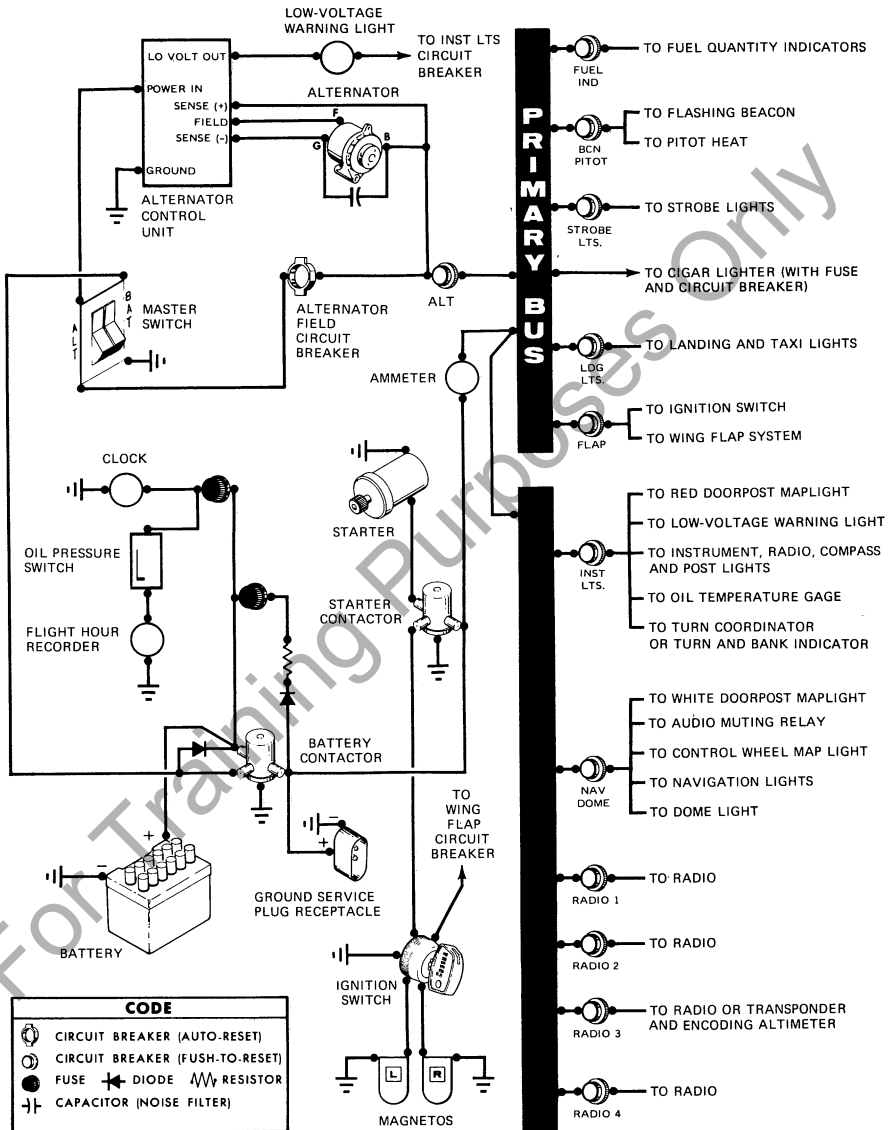 LOW-VOLTAGE
WARNING LIGHT
TO INST LTS
CIRCUIT
BREAKER
LO VOLT OUT
POWER IN
SENSE (+)
FIELD
SENSE (-)
GROUND
ALTERNATOR
F
G
B
ALTERNATOR
CONTROL
UNIT
ALT
BAT
MASTER
SWITCH
ALTERNATOR
FIELD
CIRCUIT
BREAKER
ALT
AMMETER
PRIMARY BUS
FUEL
IND
TO FUEL QUANTITY INDICATORS
BCN
PITOT
TO FLASHING BEACON
TO PITOT HEAT
STROBE
LTS.
TO STROBE LIGHTS
TO CIGAR LIGHTER (WITH FUSE
AND CIRCUIT BREAKER)
LDG
LTS.
TO LANDING AND TAXI LIGHTS
FLAP
TO IGNITION SWITCH
TO WING FLAP SYSTEM
CLOCK
OIL PRESSURE
SWITCH
FLIGHT HOUR
RECORDER
STARTER
STARTER
CONTACTOR
INST
LTS.
TO RED DOORPOST MAPLIGHT
TO LOW-VOLTAGE WARNING LIGHT
TO INSTRUMENT, RADIO, COMPASS
AND POST LIGHTS
TO OIL TEMPERATURE GAGE
TO TURN COORDINATOR
OR TURN AND BANK INDICATOR
BATTERY
CONTACTOR
NAV
DOME
TO WHITE DOORPOST MAPLIGHT
TO AUDIO MUTING RELAY
TO CONTROL WHEEL MAP LIGHT
TO NAVIGATION LIGHTS
TO DOME LIGHT
+
-
BATTERY
-
+
GROUND SERVICE
PLUG RECEPTACLE
TO
WING
FLAP
CIRCUIT
BREAKER
IGNITION
SWITCH
L
R
MAGNETOS
RADIO 1
TO RADIO
RADIO 2
TO RADIO
RADIO 3
TO RADIO OR TRANSPONDER
AND ENCODING ALTIMETER
RADIO 4
TO RADIO
CODE
CIRCUIT BREAKER (AUTO-RESET)
CIRCUIT BREAKER (PUSH-TO-RESET)
FUSE DIODE RESISTOR
CAPACITOR (NOISE FILTER)
For Training Purposes Only